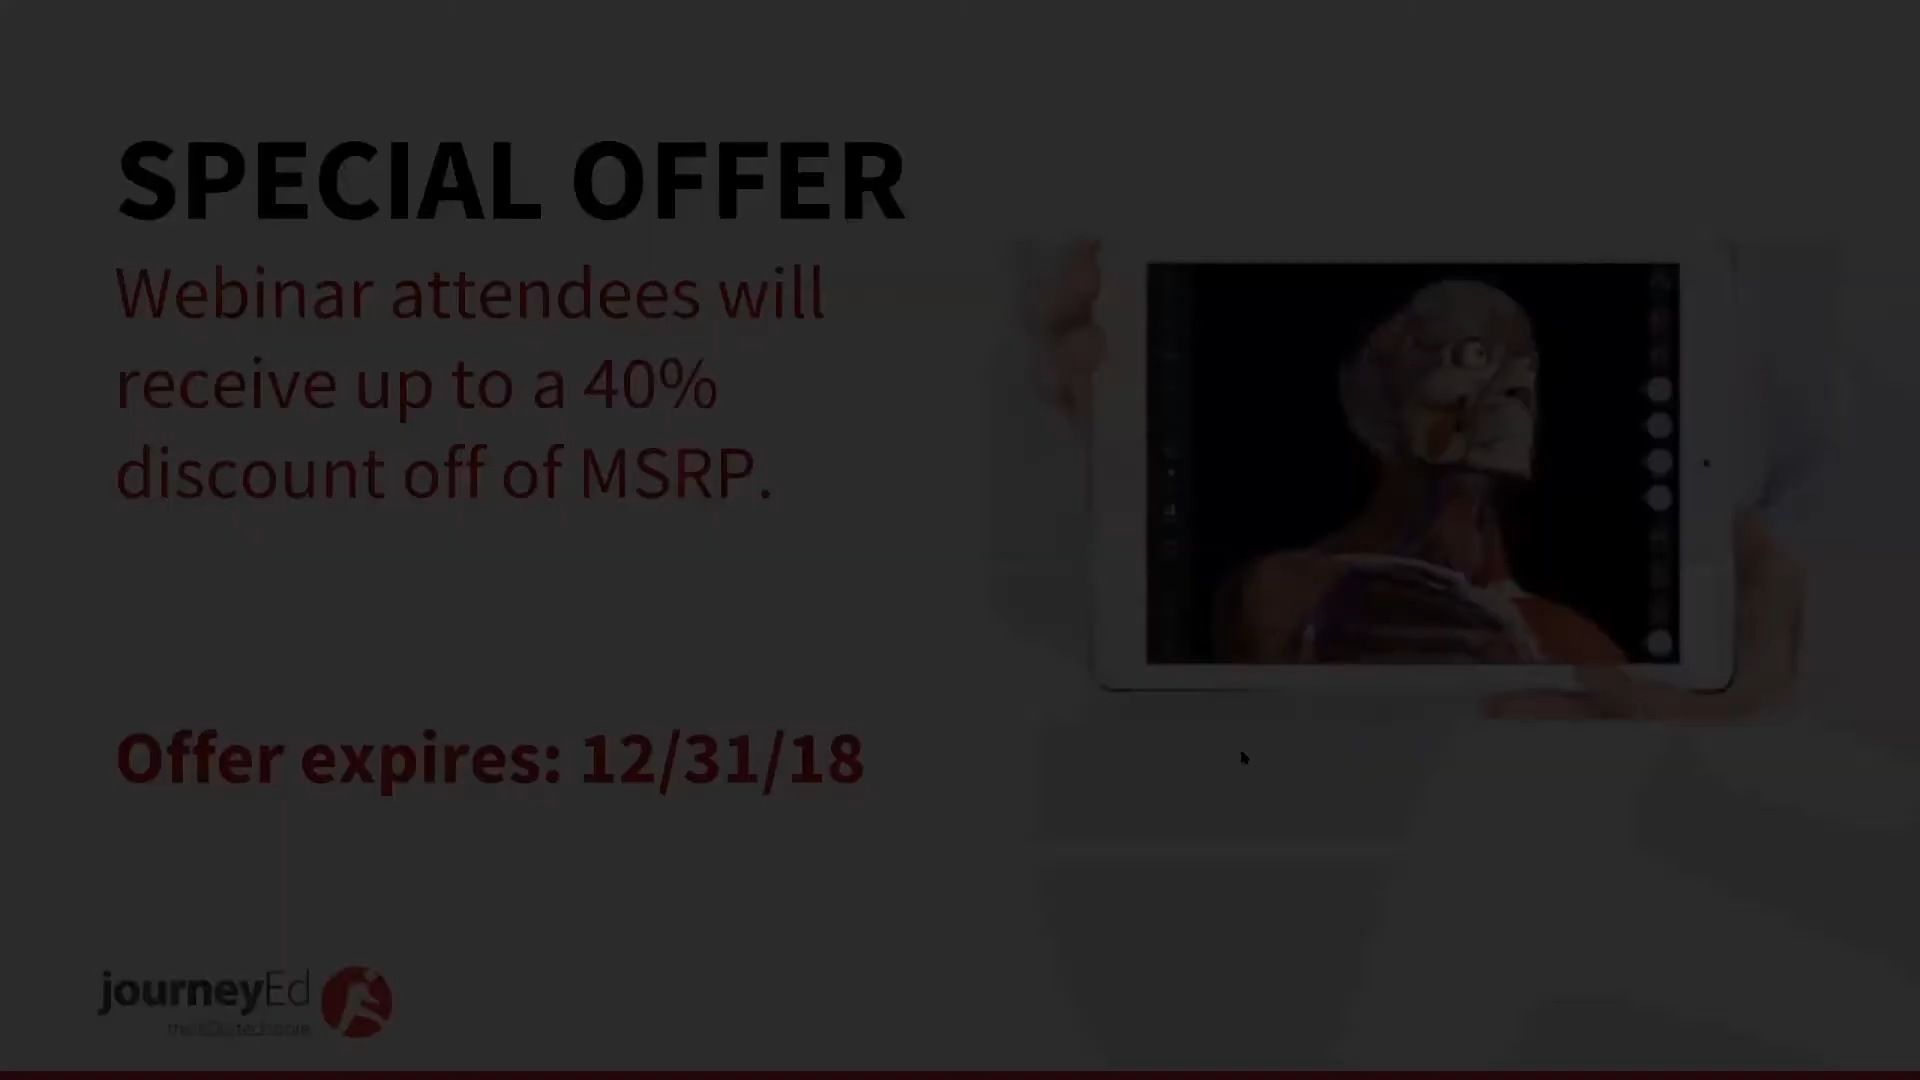 SPECIAL OFFER
Webinar attendees will
receive up to a 40%
discount off of MSRP.
Offer expires: 12/31/18
journeyEd